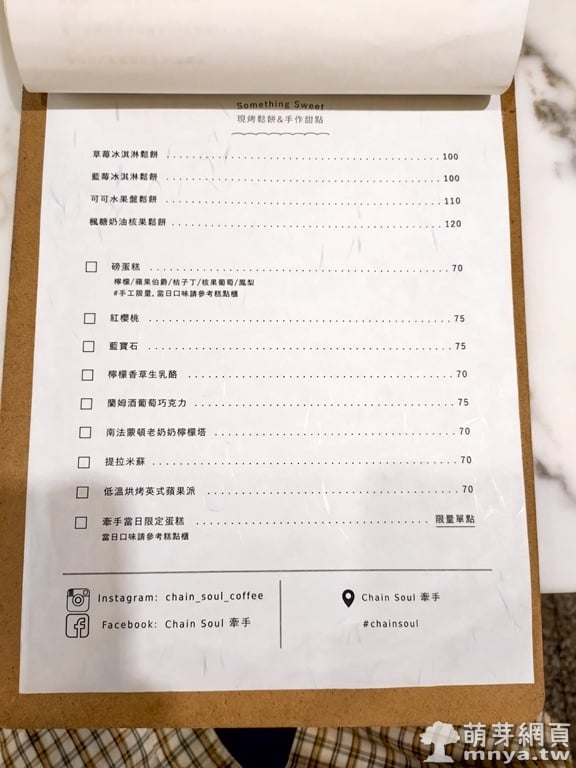 Something Sweet
現烤鬆餅&手作甜點
草莓冰淇淋鬆餅 100
藍莓冰淇淋鬆餅 100
可可水果盤鬆餅 110
楓糖奶油核果鬆餅 120
磅蛋糕 70
檸檬/蘋果伯爵/桔子丁/核果葡萄/鳳梨
#手工限量,當日口味請參考糕點櫃
紅櫻桃 75
藍寶石 75
檸檬香草生乳酪 70
蘭姆酒葡萄巧克力 75
南法蒙頓老奶奶檸檬塔 70
提拉米蘇 70
低溫烘烤英式蘋果派 70
牽手當日限定蛋糕 限量單點
當日口味請參考糕點櫃
Instagram: chain_soul_coffee
Facebook: Chain Soul 牽手
Chain Soul 牽手
#chainsoul
萌芽網頁
mnya.tw